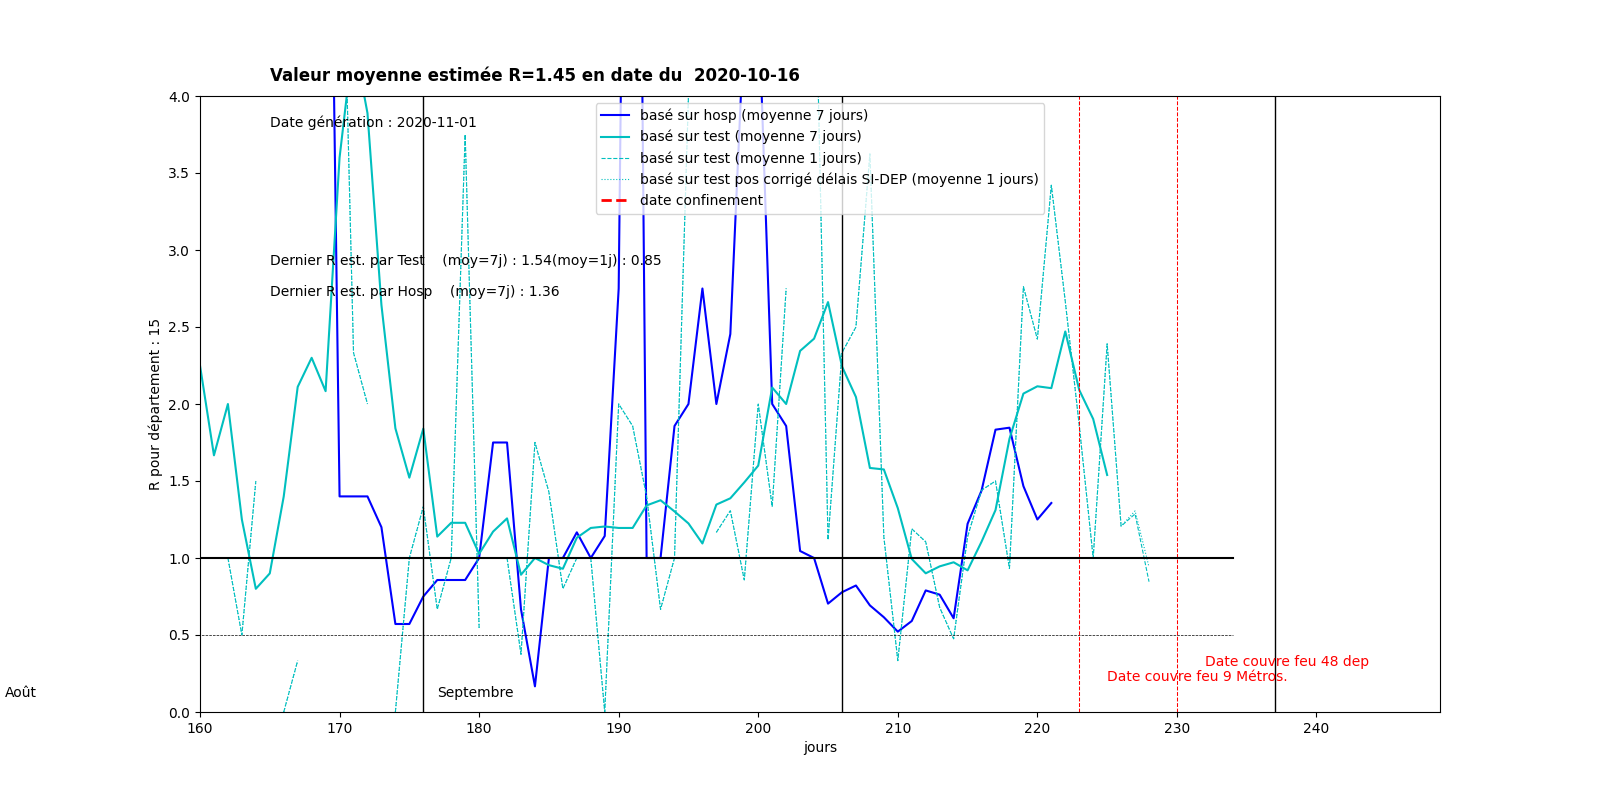 Valeur moyenne estimée R=1.45 en date du  2020-10-16
Date génération : 2020-11-01
basé sur hosp (moyenne 7 jours)
basé sur test (moyenne 7 jours)
basé sur test (moyenne 1 jours)
basé sur test pos corrigé délais SI-DEP (moyenne 1 jours)
date confinement
Dernier R est. par Test    (moy=7j) : 1.54(moy=1j) : 0.85
Dernier R est. par Hosp    (moy=7j) : 1.36
R pour département : 15
4.0
3.5
3.0
2.5
2.0
1.5
1.0
0.5
0.0
Date couvre feu 48 dep
Date couvre feu 9 Métros.
Août
Septembre
160 170 180 190 200 210 220 230 240
jours